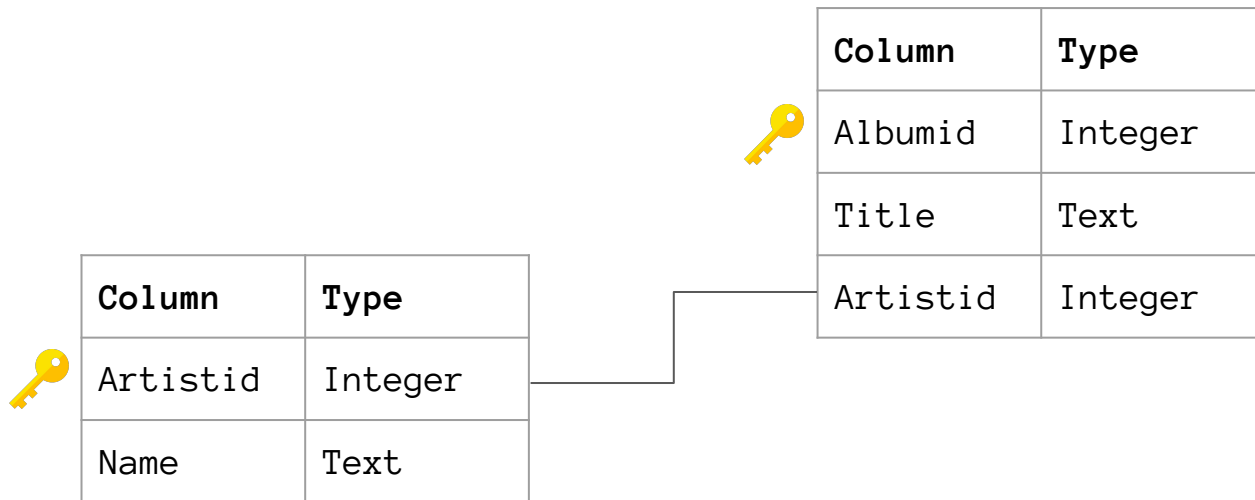 Column Type
Albumid Integer
Title Text
Artistid Integer
Column Type
Artistid Integer
Name Text